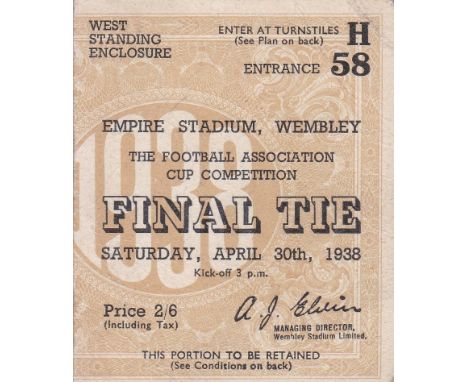 WEST
STANDING
ENCLOSURE
ENTER AT TURNSTILES H
(See Plan on back)
ENTRANCE 58
EMPIRE STADIUM, WEMBLEY
THE FOOTBALL ASSOCIATION
CUP COMPETITION
1938
FINAL TIE
SATURDAY, APRIL 30th, 1938
Kick-off 3 p.m.
Price 2/6
(Including Tax)
A. J. Elvin
MANAGING DIRECTOR,
Wembley Stadium Limited.
THIS PORTION TO BE RETAINED
(See Conditions on back)